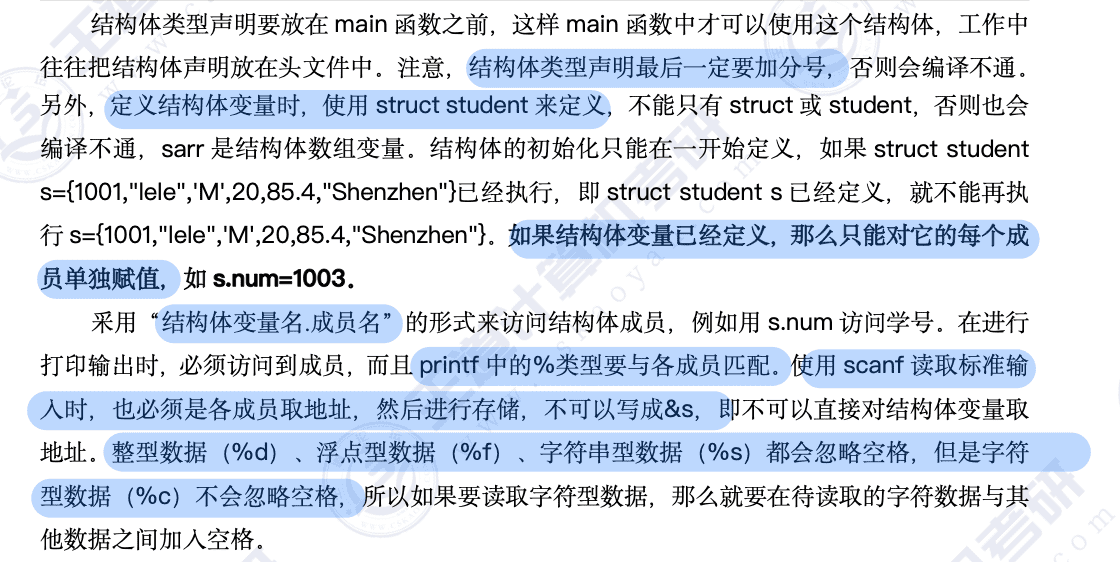 结构体类型声明要放在 main 函数之前，这样 main 函数中才可以使用这个结构体，工作中
往往把结构体声明放在头文件中。注意，结构体类型声明最后一定要加分号，否则会编译不通。
另外，定义结构体变量时，使用 struct student 来定义，不能只有 struct 或 student，否则也会
编译不通，sarr 是结构体数组变量。结构体的初始化只能在一开始定义，如果 struct student
s={1001,"lele",'M',20,85.4,"Shenzhen"}已经执行，即 struct student s 已经定义，就不能再执
行 s={1001,"lele",'M',20,85.4,"Shenzhen"}。如果结构体变量已经定义，那么只能对它的每个成
员单独赋值，如 s.num=1003。
采用“结构体变量名.成员名”的形式来访问结构体成员，例如用 s.num 访问学号。在进行
打印输出时，必须访问到成员，而且 printf 中的%类型要与各成员匹配。使用 scanf 读取标准输
入时，也必须是各成员取地址，然后进行存储，不可以写成&s，即不可以直接对结构体变量取
地址。整型数据（%d）、浮点型数据（%f）、字符串型数据（%s）都会忽略空格，但是字符
型数据（%c）不会忽略空格，所以如果要读取字符型数据，那么就要在待读取的字符数据与其
他数据之间加入空格。